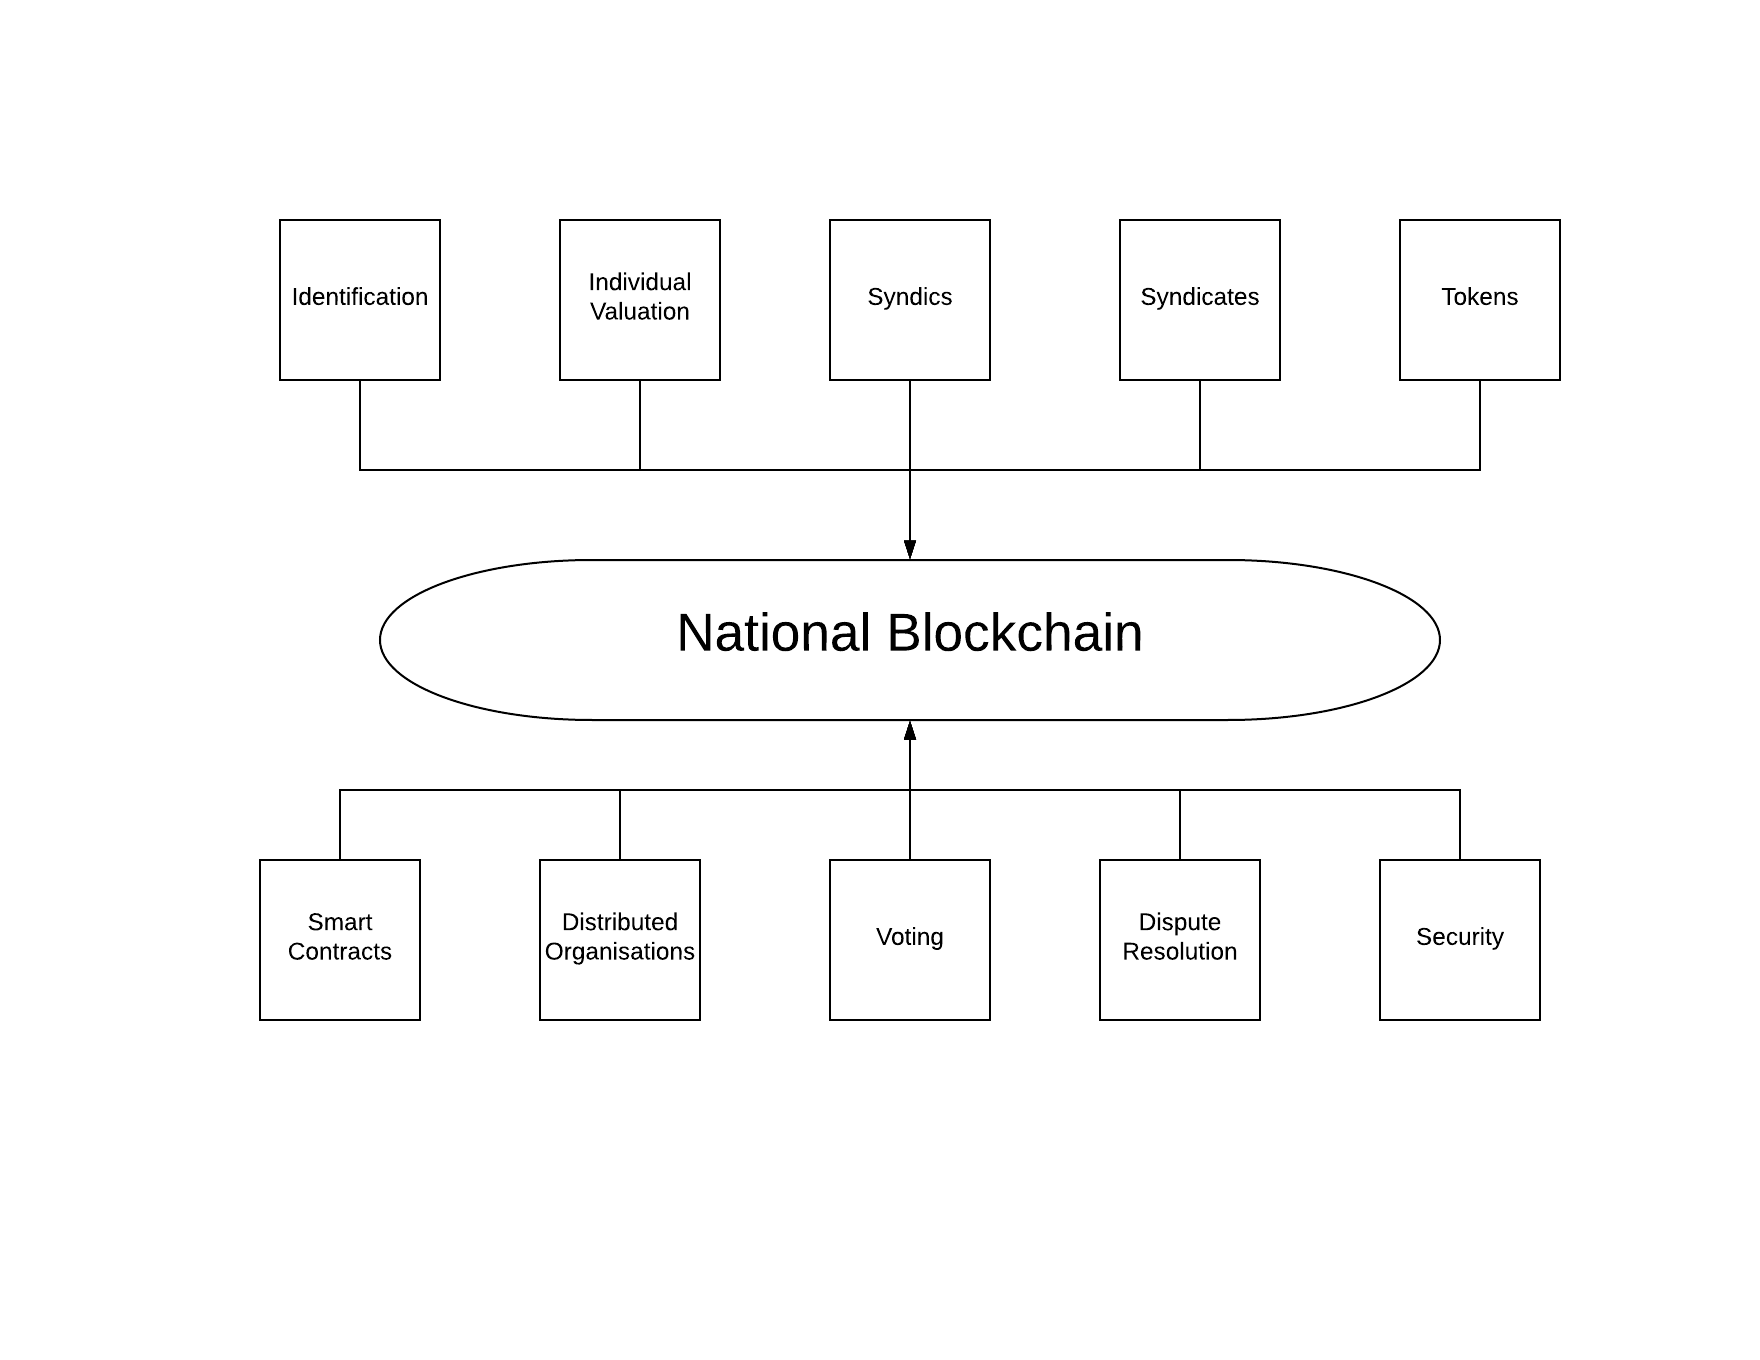 Identification
Individual
Valuation
Syndics
Syndicates
Tokens
National Blockchain
Smart
Contracts
Distributed
Organisations
Voting
Dispute
Resolution
Security